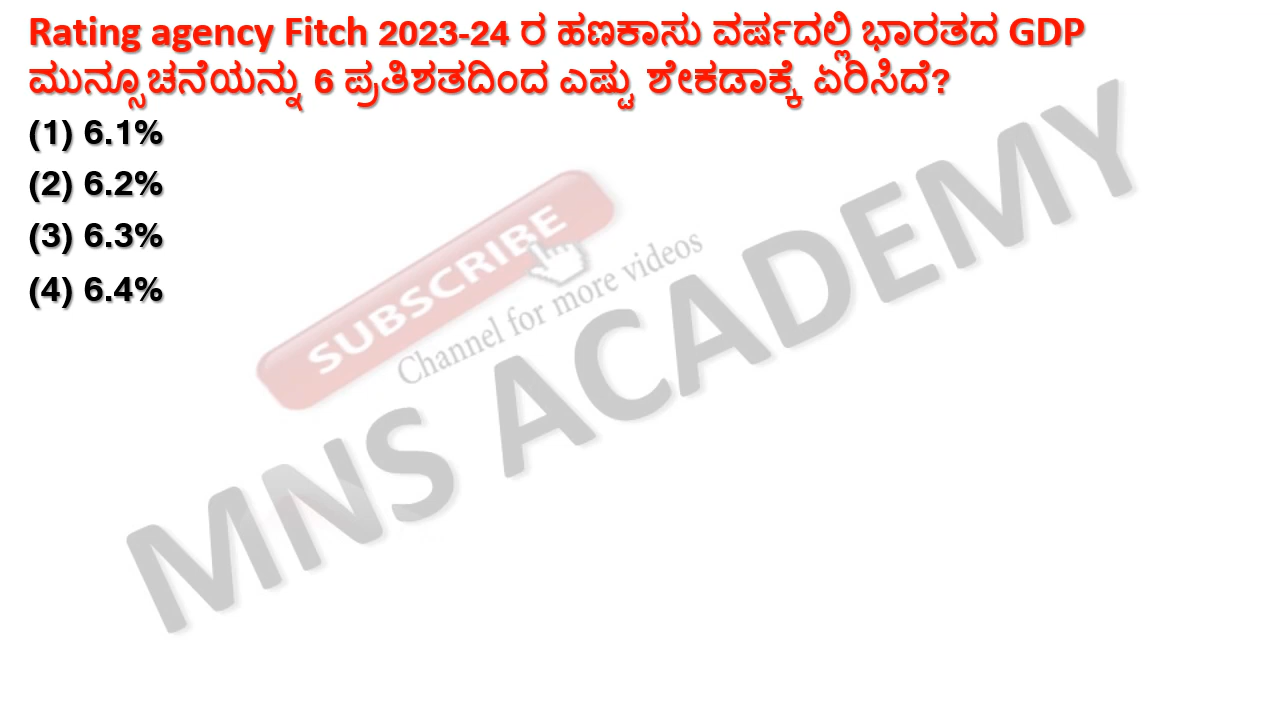 Rating agency Fitch 2023-24 ರ ಹಣಕಾಸು ವರ್ಷದಲ್ಲಿ ಭಾರತದ GDP
ಮುನ್ಸೂಚನೆಯನ್ನು 6 ಪ್ರತಿಶತದಿಂದ ಎಷ್ಟು ಶೇಕಡಾಕ್ಕೆ ಏರಿಸಿದೆ?
(1) 6.1%
(2) 6.2%
(3) 6.3%
(4) 6.4%
SUBSCRIBE
Channel for more videos
MNS ACADEMY